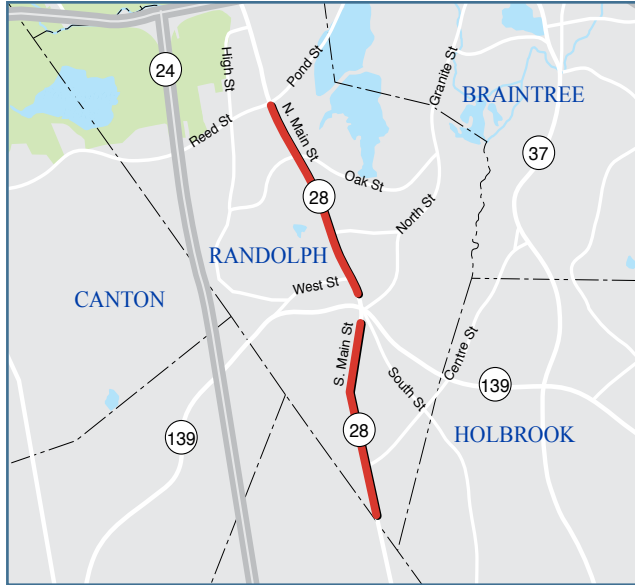 High St
Pond St
Granite St
24
BRAINTREE
Reed St
N. Main St
37
Oak St
28
North St
RANDOLPH
CANTON
West St
S. Main St
Centre St
South St
139
28
139
HOLBROOK